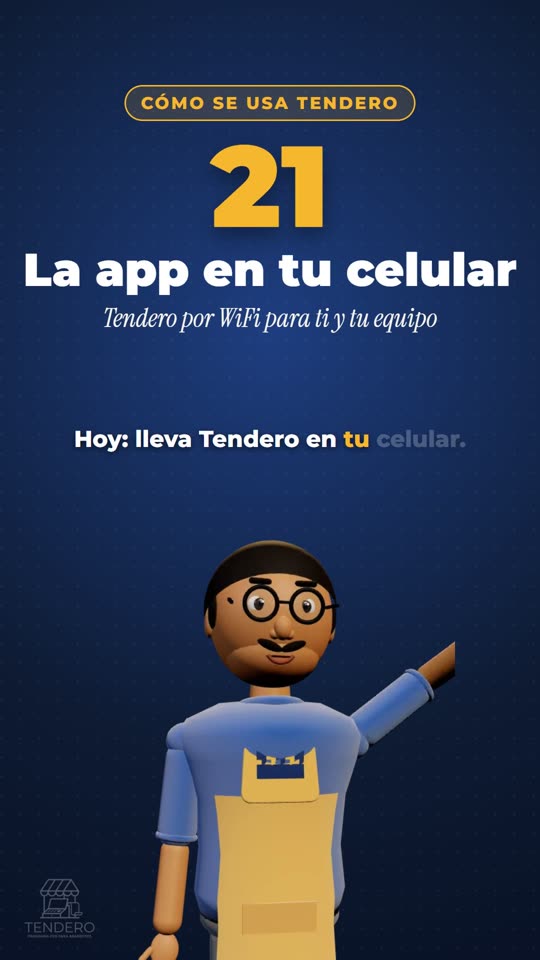 CÓMO SE USA TENDERO
21
La app en tu celular
Tendero por WiFi para ti y tu equipo
Hoy: lleva Tendero en tu celular.
TENDERO